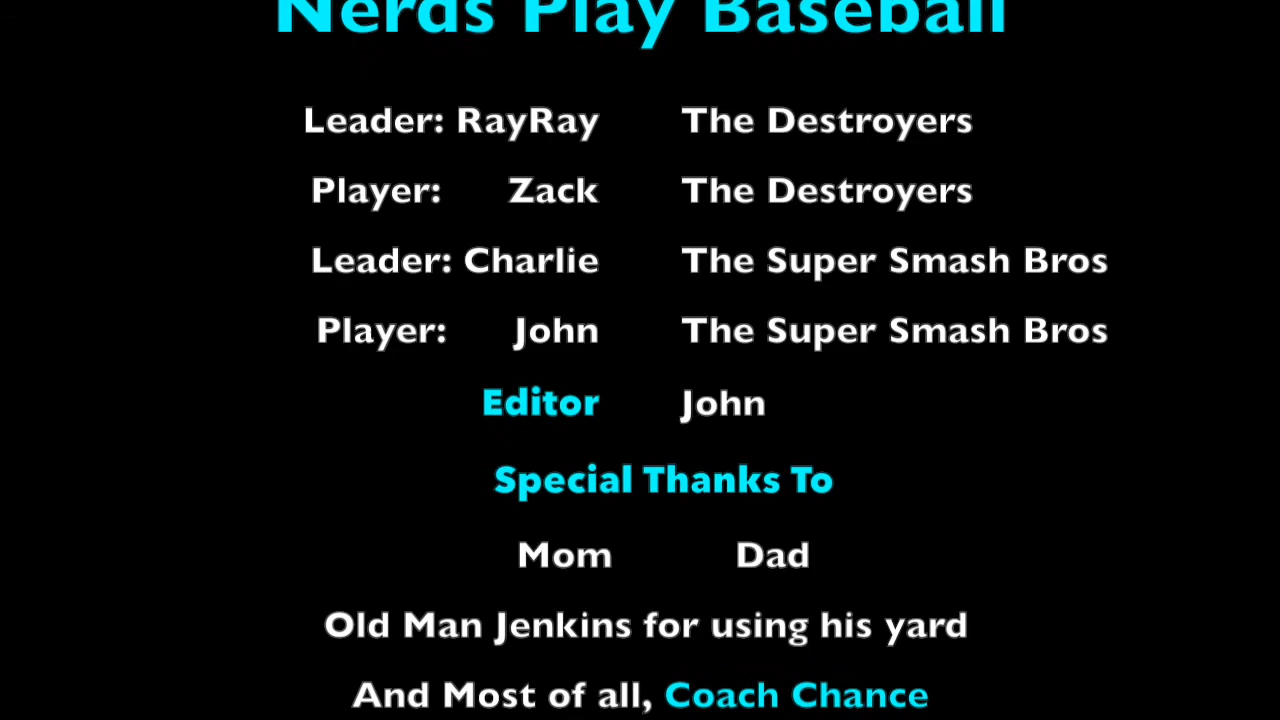 Nerds Play Baseball
Leader: RayRay The Destroyers
Player: Zack The Destroyers
Leader: Charlie The Super Smash Bros
Player: John The Super Smash Bros
Editor John
Special Thanks To
Mom Dad
Old Man Jenkins for using his yard
And Most of all, Coach Chance